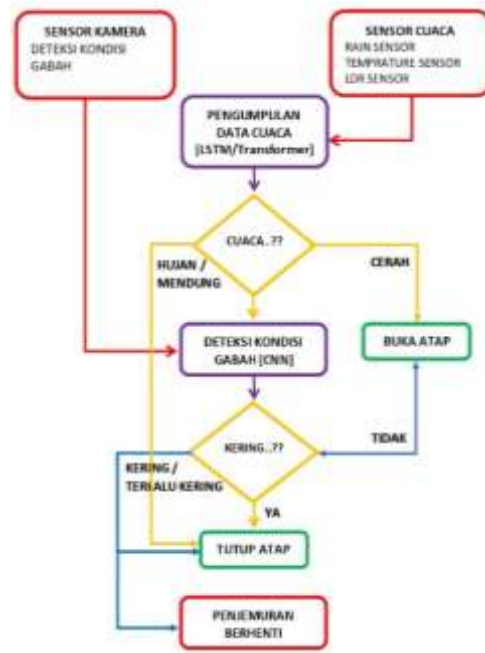 SENSOR KAMERA
DETEKSI KONDISI
GABAH
SENSOR CUACA
RAIN SENSOR
TEMPRATURE SENSOR
LDR SENSOR
PENGUMPULAN
DATA CUACA
[LSTM/Transformer]
CUACA..??
HUJAN /
MENDUNG
CERAH
DETEKSI KONDISI
GABAH [CNN]
BUKA ATAP
KERING..??
TIDAK
KERING /
TERLALU KERING
YA
TUTUP ATAP
PENJEMURAN
BERHENTI